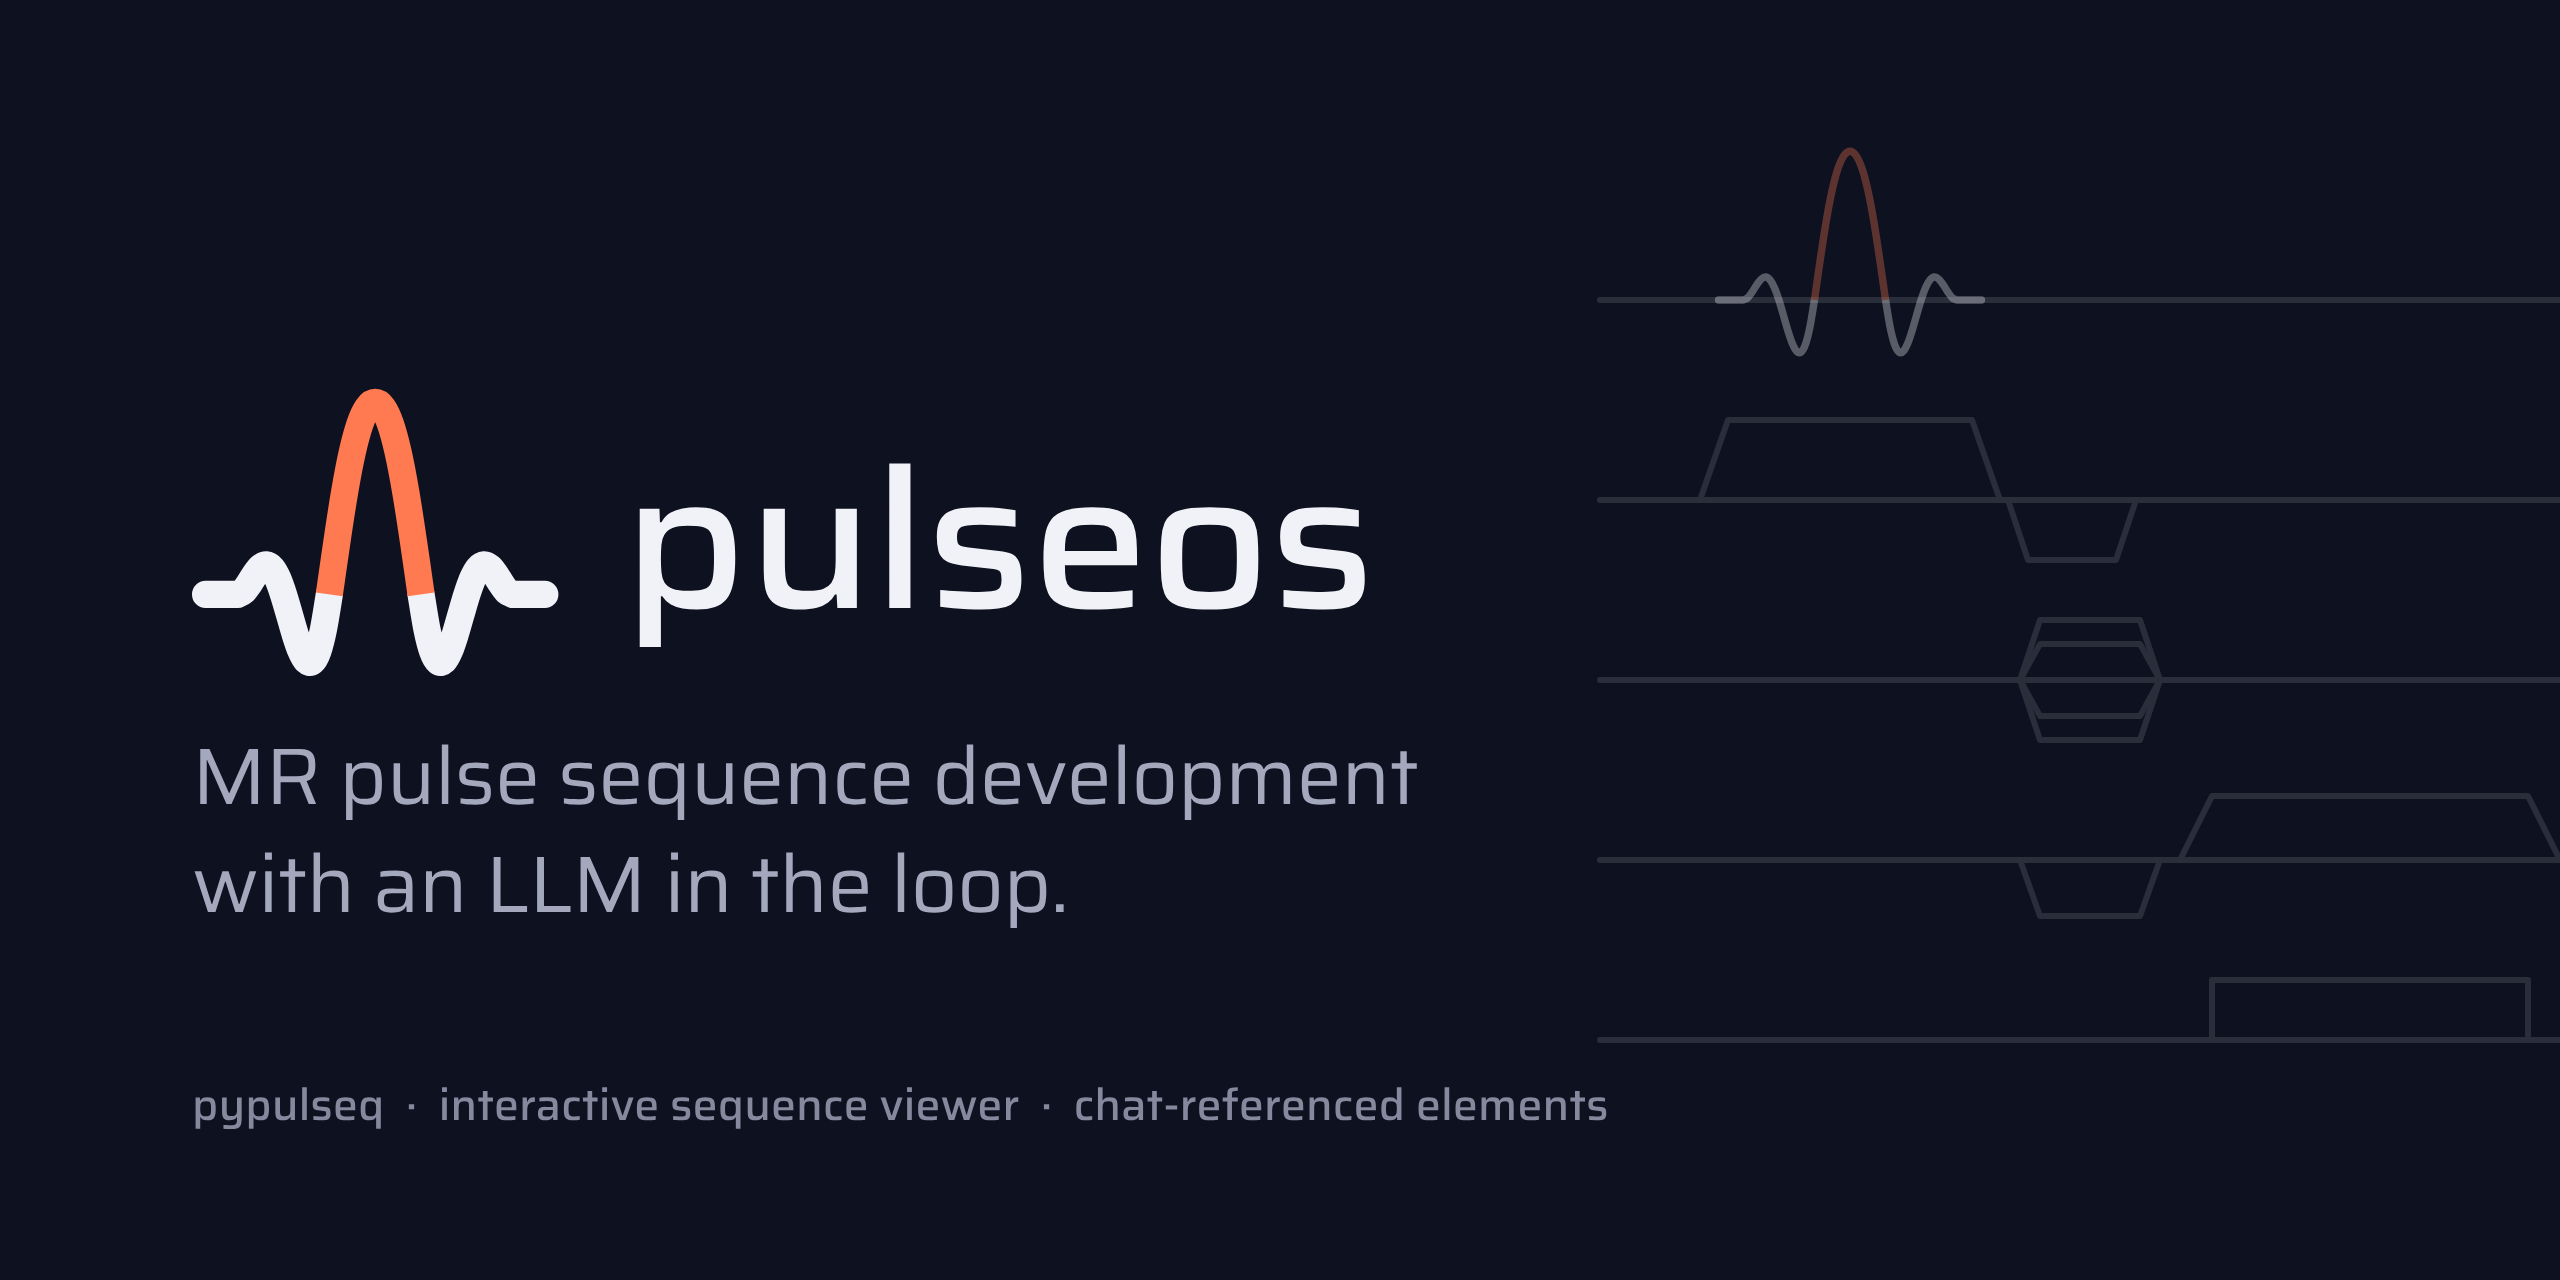 pulseos
MR pulse sequence development
with an LLM in the loop.
pypulseq · interactive sequence viewer · chat-referenced elements